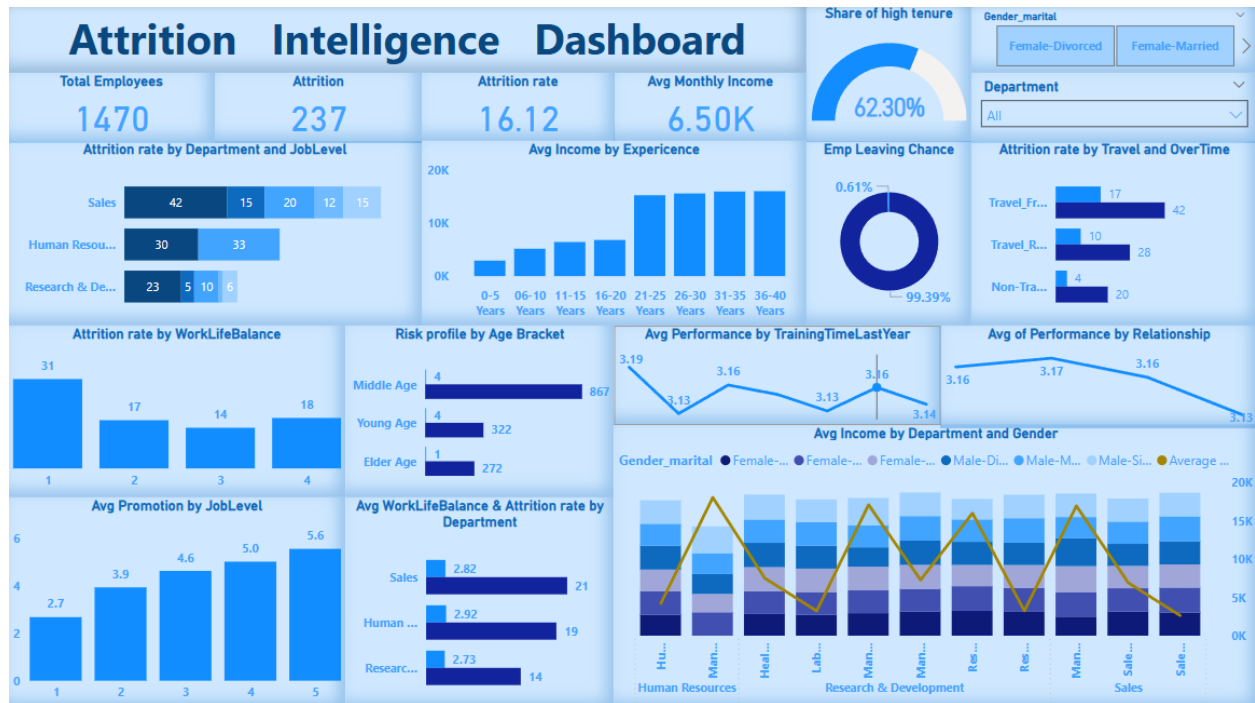 Attrition Intelligence Dashboard
Total Employees
1470
Attrition
237
Attrition rate
16.12
Avg Monthly Income
6.50K
Share of high tenure
62.30%
Gender_marital
Female-Divorced
Female-Married
Department
All
Attrition rate by Department and JobLevel
Sales
42 15 20 12 15
Human Resou...
30 33
Research & De...
23 5 10 6
Avg Income by Expericence
20K
10K
0K
0-5 06-10 11-15 16-20 21-25 26-30 31-35 36-40
Years Years Years Years Years Years Years Years
Emp Leaving Chance
0.61%
99.39%
Attrition rate by Travel and OverTime
Travel_Fr...
17
42
Travel_R...
10
28
Non-Tra...
4
20
Attrition rate by WorkLifeBalance
31
17
14
18
1 2 3 4
Risk profile by Age Bracket
Middle Age
4
867
Young Age
4
322
Elder Age
1
272
Avg Performance by TrainingTimeLastYear
3.19
3.13
3.16
3.13
3.16
3.14
Avg of Performance by Relationship
3.16
3.17
3.16
3.13
Avg Promotion by JobLevel
6
4
2
0
2.7
3.9
4.6
5.0
5.6
1 2 3 4 5
Avg WorkLifeBalance & Attrition rate by
Department
Sales
2.82
21
Human ...
2.92
19
Researc...
2.73
14
Avg Income by Department and Gender
Gender_marital Female-... Female-... Female-... Male-Di... Male-M... Male-Si... Average ...
20K
15K
10K
5K
0K
Hu... Man... Heal... Lab... Man... Man... Res... Res... Man... Sale... Sale...
Human Resources Research & Development Sales